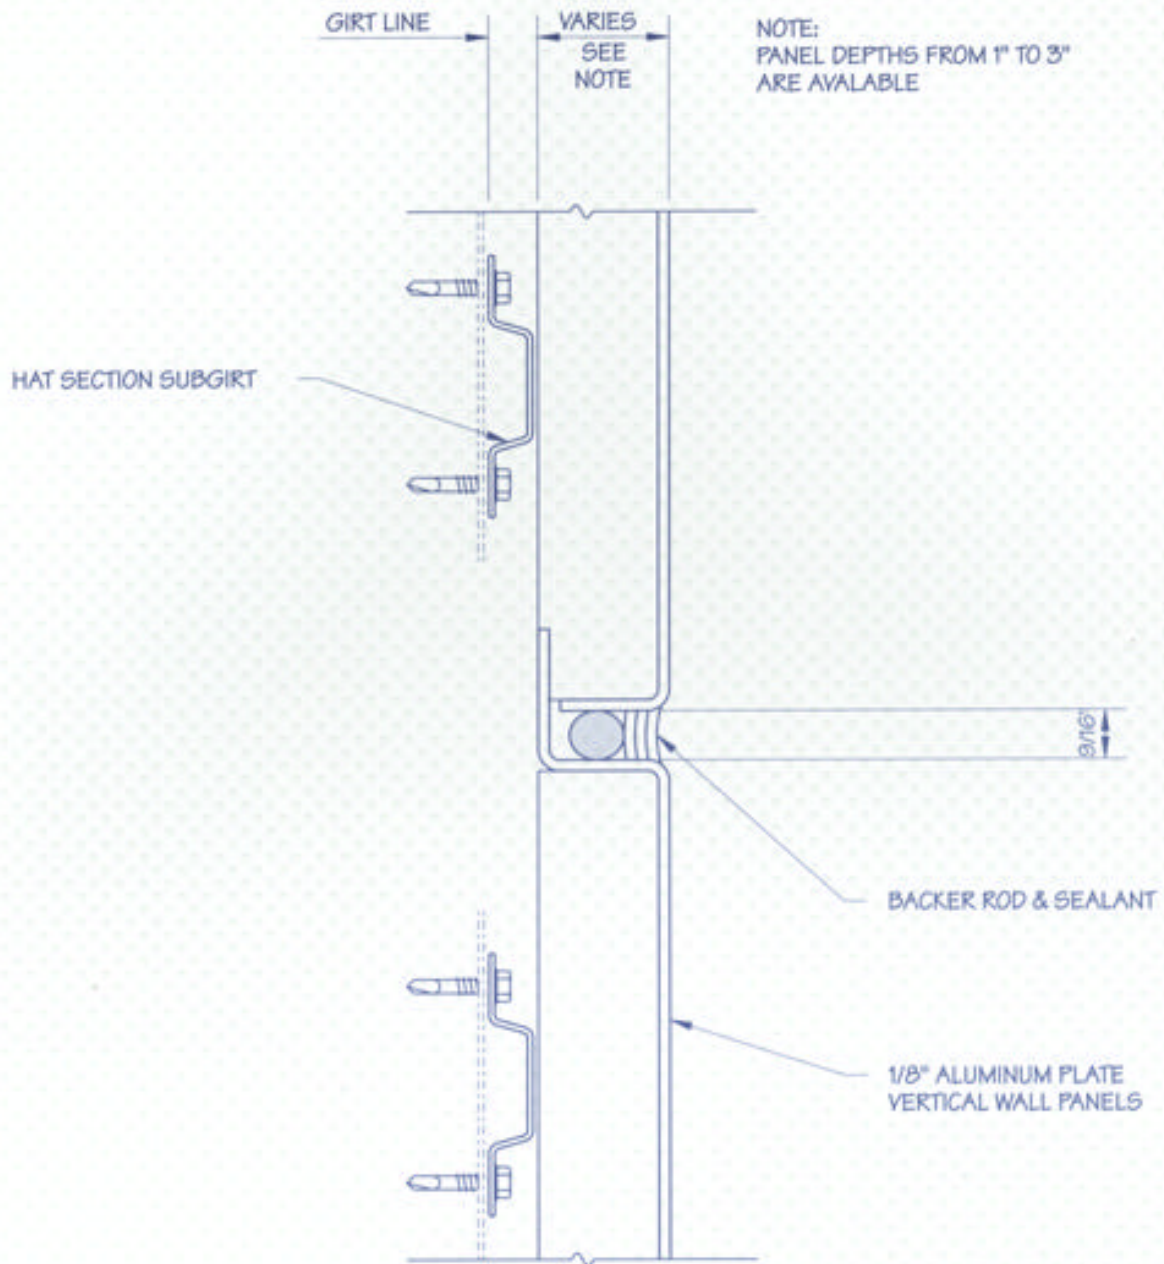 GIRT LINE
VARIES
SEE
NOTE
NOTE:
PANEL DEPTHS FROM 1" TO 3"
ARE AVALABLE
HAT SECTION SUBGIRT
9/16"
BACKER ROD & SEALANT
1/8" ALUMINUM PLATE
VERTICAL WALL PANELS